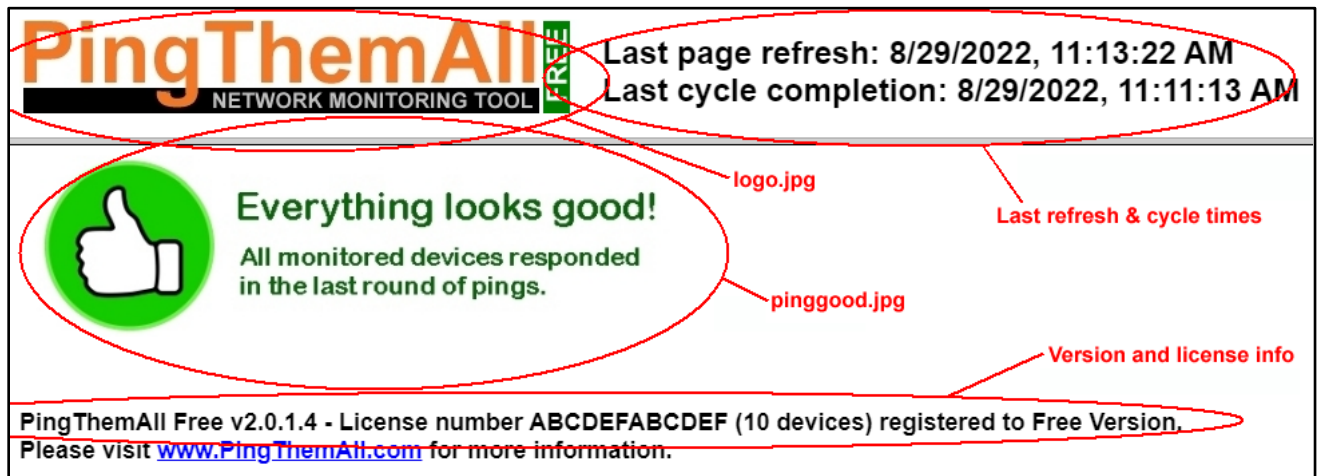 PingThemAll
FREE
NETWORK MONITORING TOOL
Last page refresh: 8/29/2022, 11:13:22 AM
Last cycle completion: 8/29/2022, 11:11:13 AM
logo.jpg
Last refresh & cycle times
Everything looks good!
All monitored devices responded
in the last round of pings.
pinggood.jpg
Version and license info
PingThemAll Free v2.0.1.4 - License number ABCDEFABCDEF (10 devices) registered to Free Version.
Please visit www.PingThemAll.com for more information.